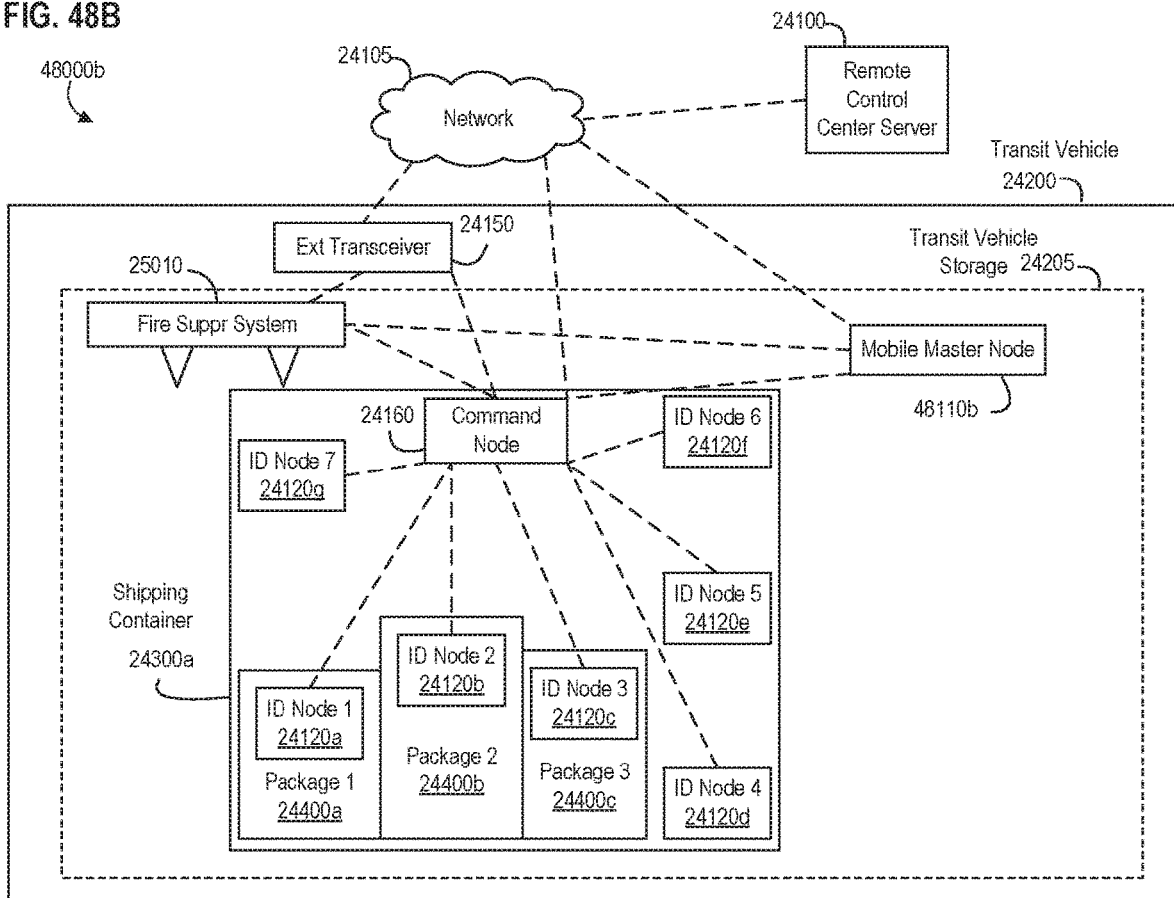 FIG. 48B
48000b
24105
Network
24100
Remote
Control
Center Server
Transit Vehicle
24200
Ext Transceiver
24150
Transit Vehicle
Storage 24205
25010
Fire Suppr System
Mobile Master Node
48110b
24160
Command
Node
ID Node 6
24120f
ID Node 7
24120g
Shipping
Container
24300a
ID Node 5
24120e
ID Node 2
24120b
ID Node 1
24120a
ID Node 3
24120c
Package 1
24400a
Package 2
24400b
Package 3
24400c
ID Node 4
24120d